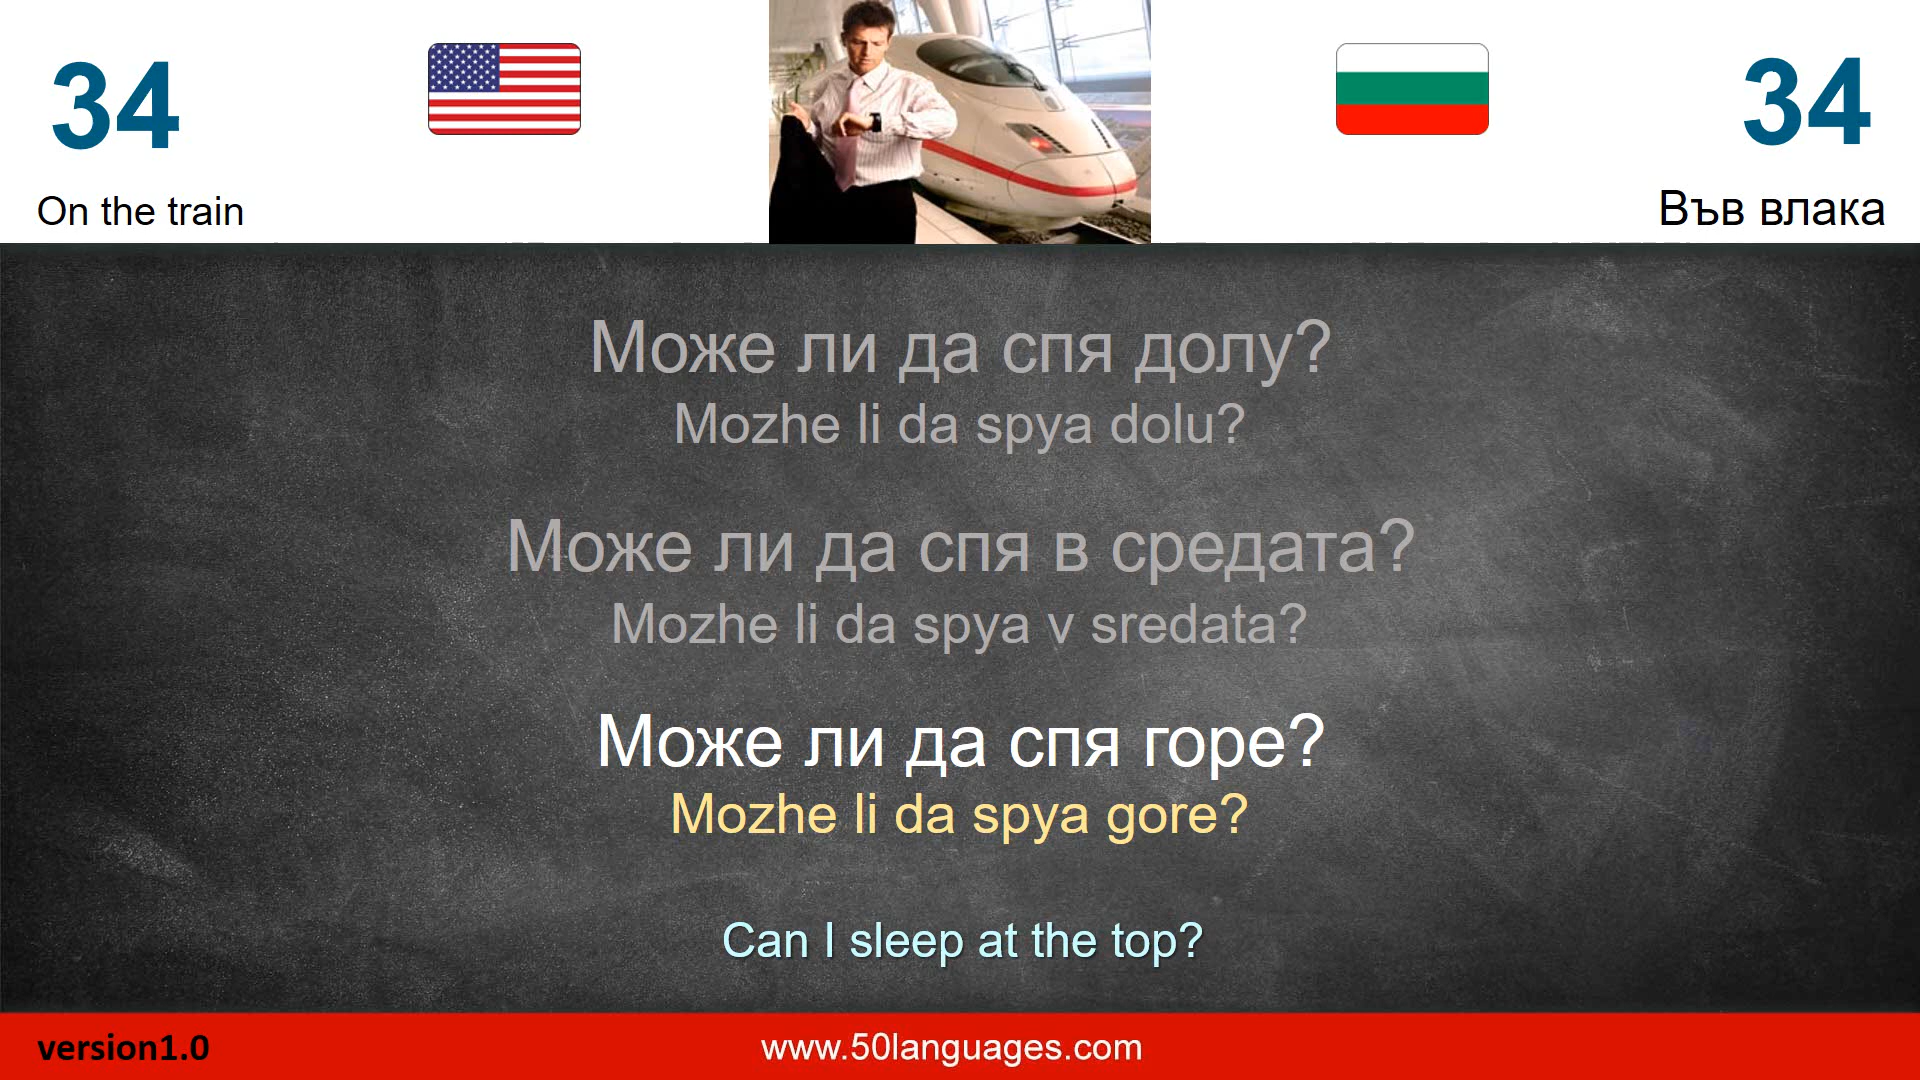 34
34
On the train
Във влака
Може ли да спя долу?
Mozhe li da spya dolu?
Може ли да спя в средата?
Mozhe li da spya v sredata?
Може ли да спя горе?
Mozhe li da spya gore?
Can I sleep at the top?
version1.0
www.50languages.com